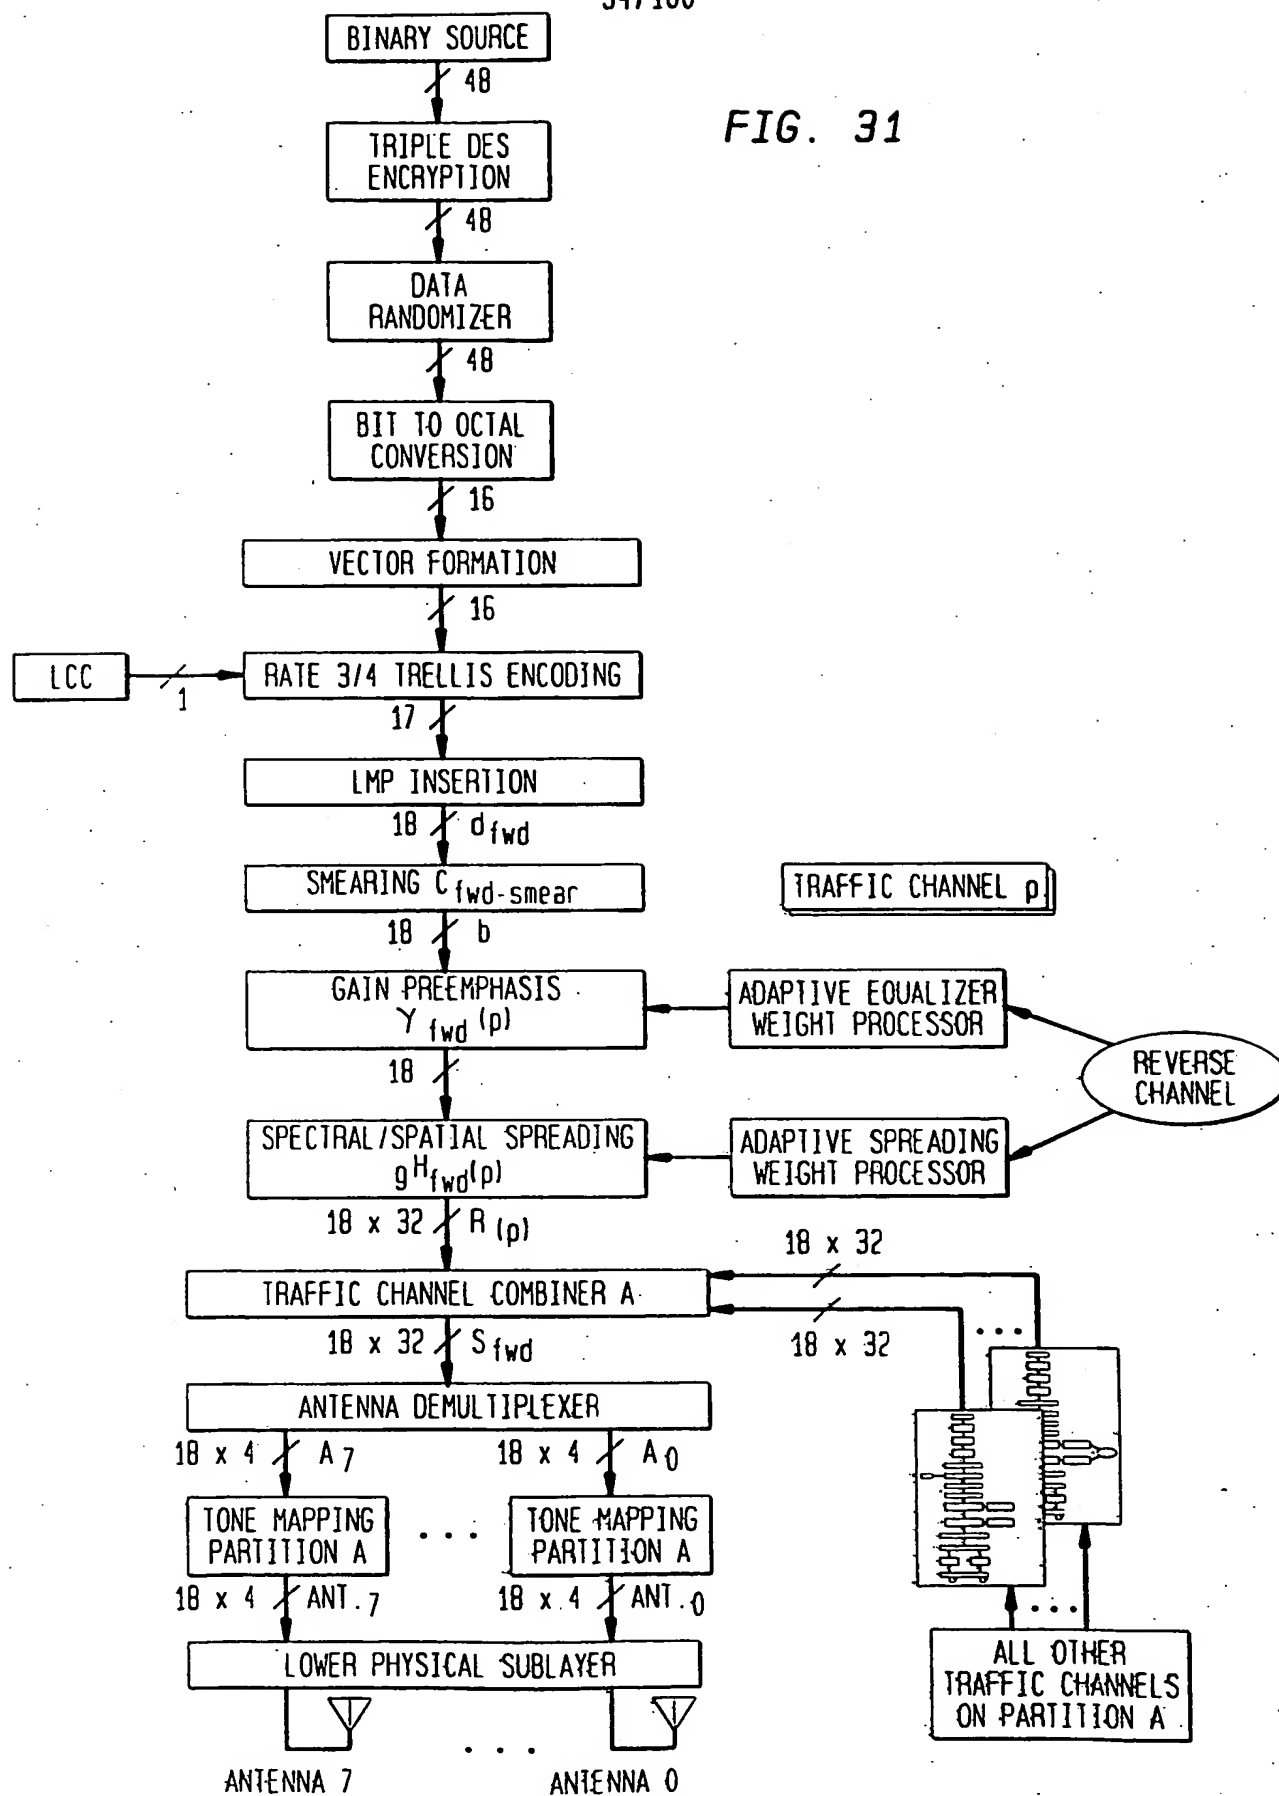 BINARY SOURCE
48
FIG. 31
TRIPLE DES
ENCRYPTION
48
DATA
RANDOMIZER
48
BIT TO OCTAL
CONVERSION
16
VECTOR FORMATION
16
LCC
1
RATE 3/4 TRELLIS ENCODING
17
LMP INSERTION
18 d fwd
SMEARING C fwd-smear
TRAFFIC CHANNEL p
18 b
GAIN PREEMPHASIS
γ fwd (p)
ADAPTIVE EQUALIZER
WEIGHT PROCESSOR
18
REVERSE
CHANNEL
SPECTRAL/SPATIAL SPREADING
gH fwd(p)
ADAPTIVE SPREADING
WEIGHT PROCESSOR
18 x 32 R (p)
18 x 32
TRAFFIC CHANNEL COMBINER A
18 x 32 S fwd
18 x 32
...
ANTENNA DEMULTIPLEXER
18 x 4 A 7
18 x 4 A 0
TONE MAPPING
PARTITION A
...
TONE MAPPING
PARTITION A
18 x 4 ANT. 7
18 x 4 ANT. 0
...
LOWER PHYSICAL SUBLAYER
ALL OTHER
TRAFFIC CHANNELS
ON PARTITION A
...
ANTENNA 7
ANTENNA 0